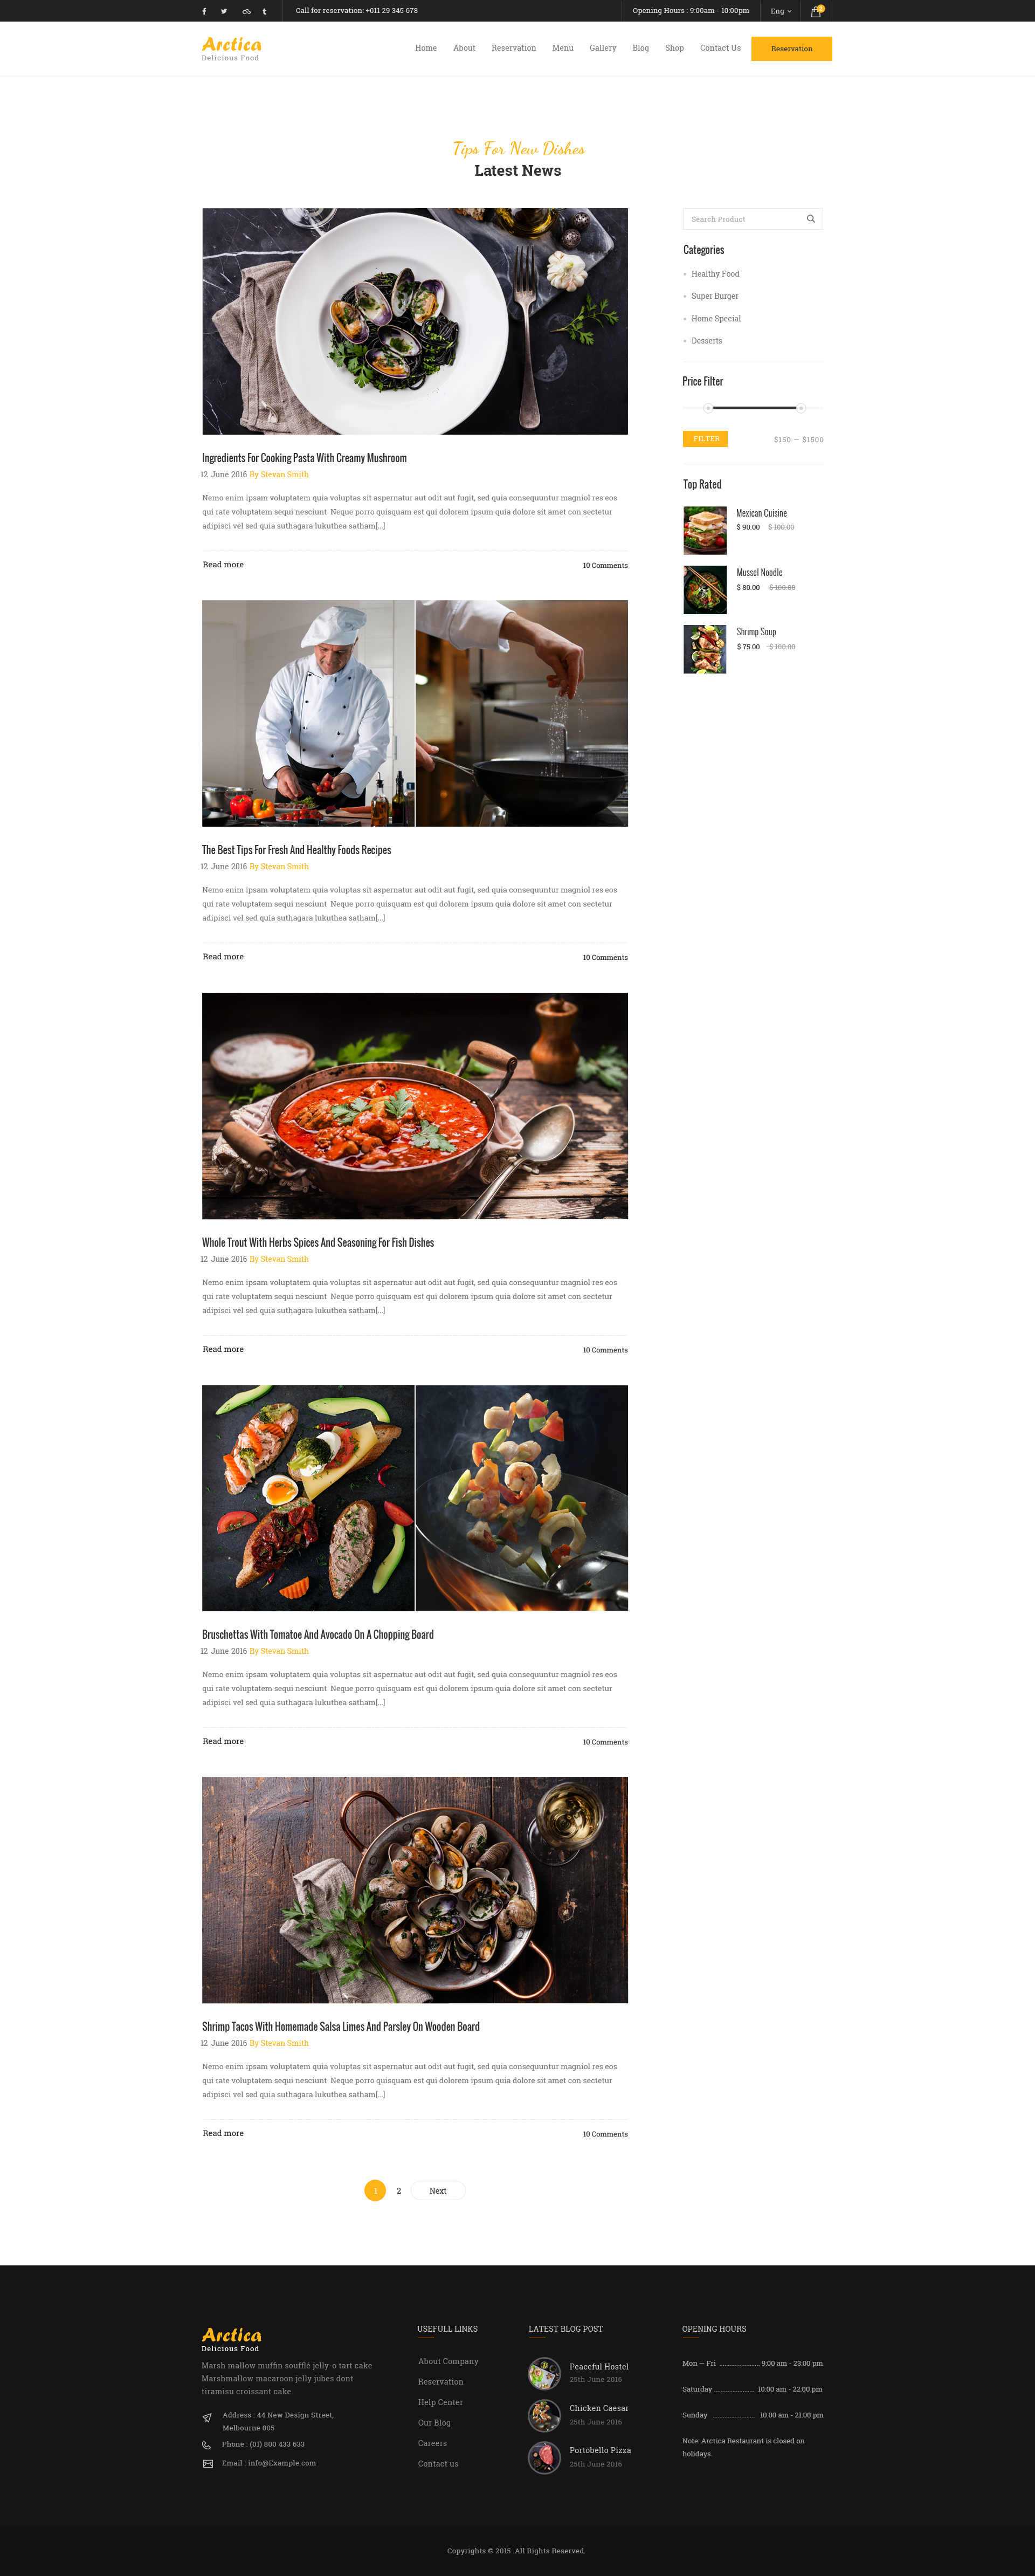 Call for reservation: +011 29 345 678
Opening Hours : 9:00am - 10:00pm
Eng
2
Arctica
Delicious Food
Home
About
Reservation
Menu
Gallery
Blog
Shop
Contact Us
Reservation
Tips For New Dishes
Latest News
Ingredients For Cooking Pasta With Creamy Mushroom
12 June 2016 By Stevan Smith
Nemo enim ipsam voluptatem quia voluptas sit aspernatur aut odit aut fugit, sed quia consequuntur magniol res eos
qui rate voluptatem sequi nesciunt Neque porro quisquam est qui dolorem ipsum quia dolore sit amet con sectetur
adipisci vel sed quia suthagara lukuthea satham[...]
Read more
10 Comments
The Best Tips For Fresh And Healthy Foods Recipes
12 June 2016 By Stevan Smith
Nemo enim ipsam voluptatem quia voluptas sit aspernatur aut odit aut fugit, sed quia consequuntur magniol res eos
qui rate voluptatem sequi nesciunt Neque porro quisquam est qui dolorem ipsum quia dolore sit amet con sectetur
adipisci vel sed quia suthagara lukuthea satham[...]
Read more
10 Comments
Whole Trout With Herbs Spices And Seasoning For Fish Dishes
12 June 2016 By Stevan Smith
Nemo enim ipsam voluptatem quia voluptas sit aspernatur aut odit aut fugit, sed quia consequuntur magniol res eos
qui rate voluptatem sequi nesciunt Neque porro quisquam est qui dolorem ipsum quia dolore sit amet con sectetur
adipisci vel sed quia suthagara lukuthea satham[...]
Read more
10 Comments
Bruschettas With Tomatoe And Avocado On A Chopping Board
12 June 2016 By Stevan Smith
Nemo enim ipsam voluptatem quia voluptas sit aspernatur aut odit aut fugit, sed quia consequuntur magniol res eos
qui rate voluptatem sequi nesciunt Neque porro quisquam est qui dolorem ipsum quia dolore sit amet con sectetur
adipisci vel sed quia suthagara lukuthea satham[...]
Read more
10 Comments
Shrimp Tacos With Homemade Salsa Limes And Parsley On Wooden Board
12 June 2016 By Stevan Smith
Nemo enim ipsam voluptatem quia voluptas sit aspernatur aut odit aut fugit, sed quia consequuntur magniol res eos
qui rate voluptatem sequi nesciunt Neque porro quisquam est qui dolorem ipsum quia dolore sit amet con sectetur
adipisci vel sed quia suthagara lukuthea satham[...]
Read more
10 Comments
1
2
Next
Search Product
Categories
Healthy Food
Super Burger
Home Special
Desserts
Price Filter
FILTER
$150 — $1500
Top Rated
Mexican Cuisine
$ 90.00 $ 100.00
Mussel Noodle
$ 80.00 $ 100.00
Shrimp Soup
$ 75.00 $ 100.00
Arctica
Delicious Food
Marsh mallow muffin soufflé jelly-o tart cake
Marshmallow macaroon jelly jubes dont
tiramisu croissant cake.
Address : 44 New Design Street,
Melbourne 005
Phone : (01) 800 433 633
Email : info@Example.com
USEFULL LINKS
About Company
Reservation
Help Center
Our Blog
Careers
Contact us
LATEST BLOG POST
Peaceful Hostel
25th June 2016
Chicken Caesar
25th June 2016
Portobello Pizza
25th June 2016
OPENING HOURS
Mon — Fri 9:00 am - 23:00 pm
Saturday 10:00 am - 22:00 pm
Sunday 10:00 am - 21:00 pm
Note: Arctica Restaurant is closed on
holidays.
Copyrights © 2015 All Rights Reserved.